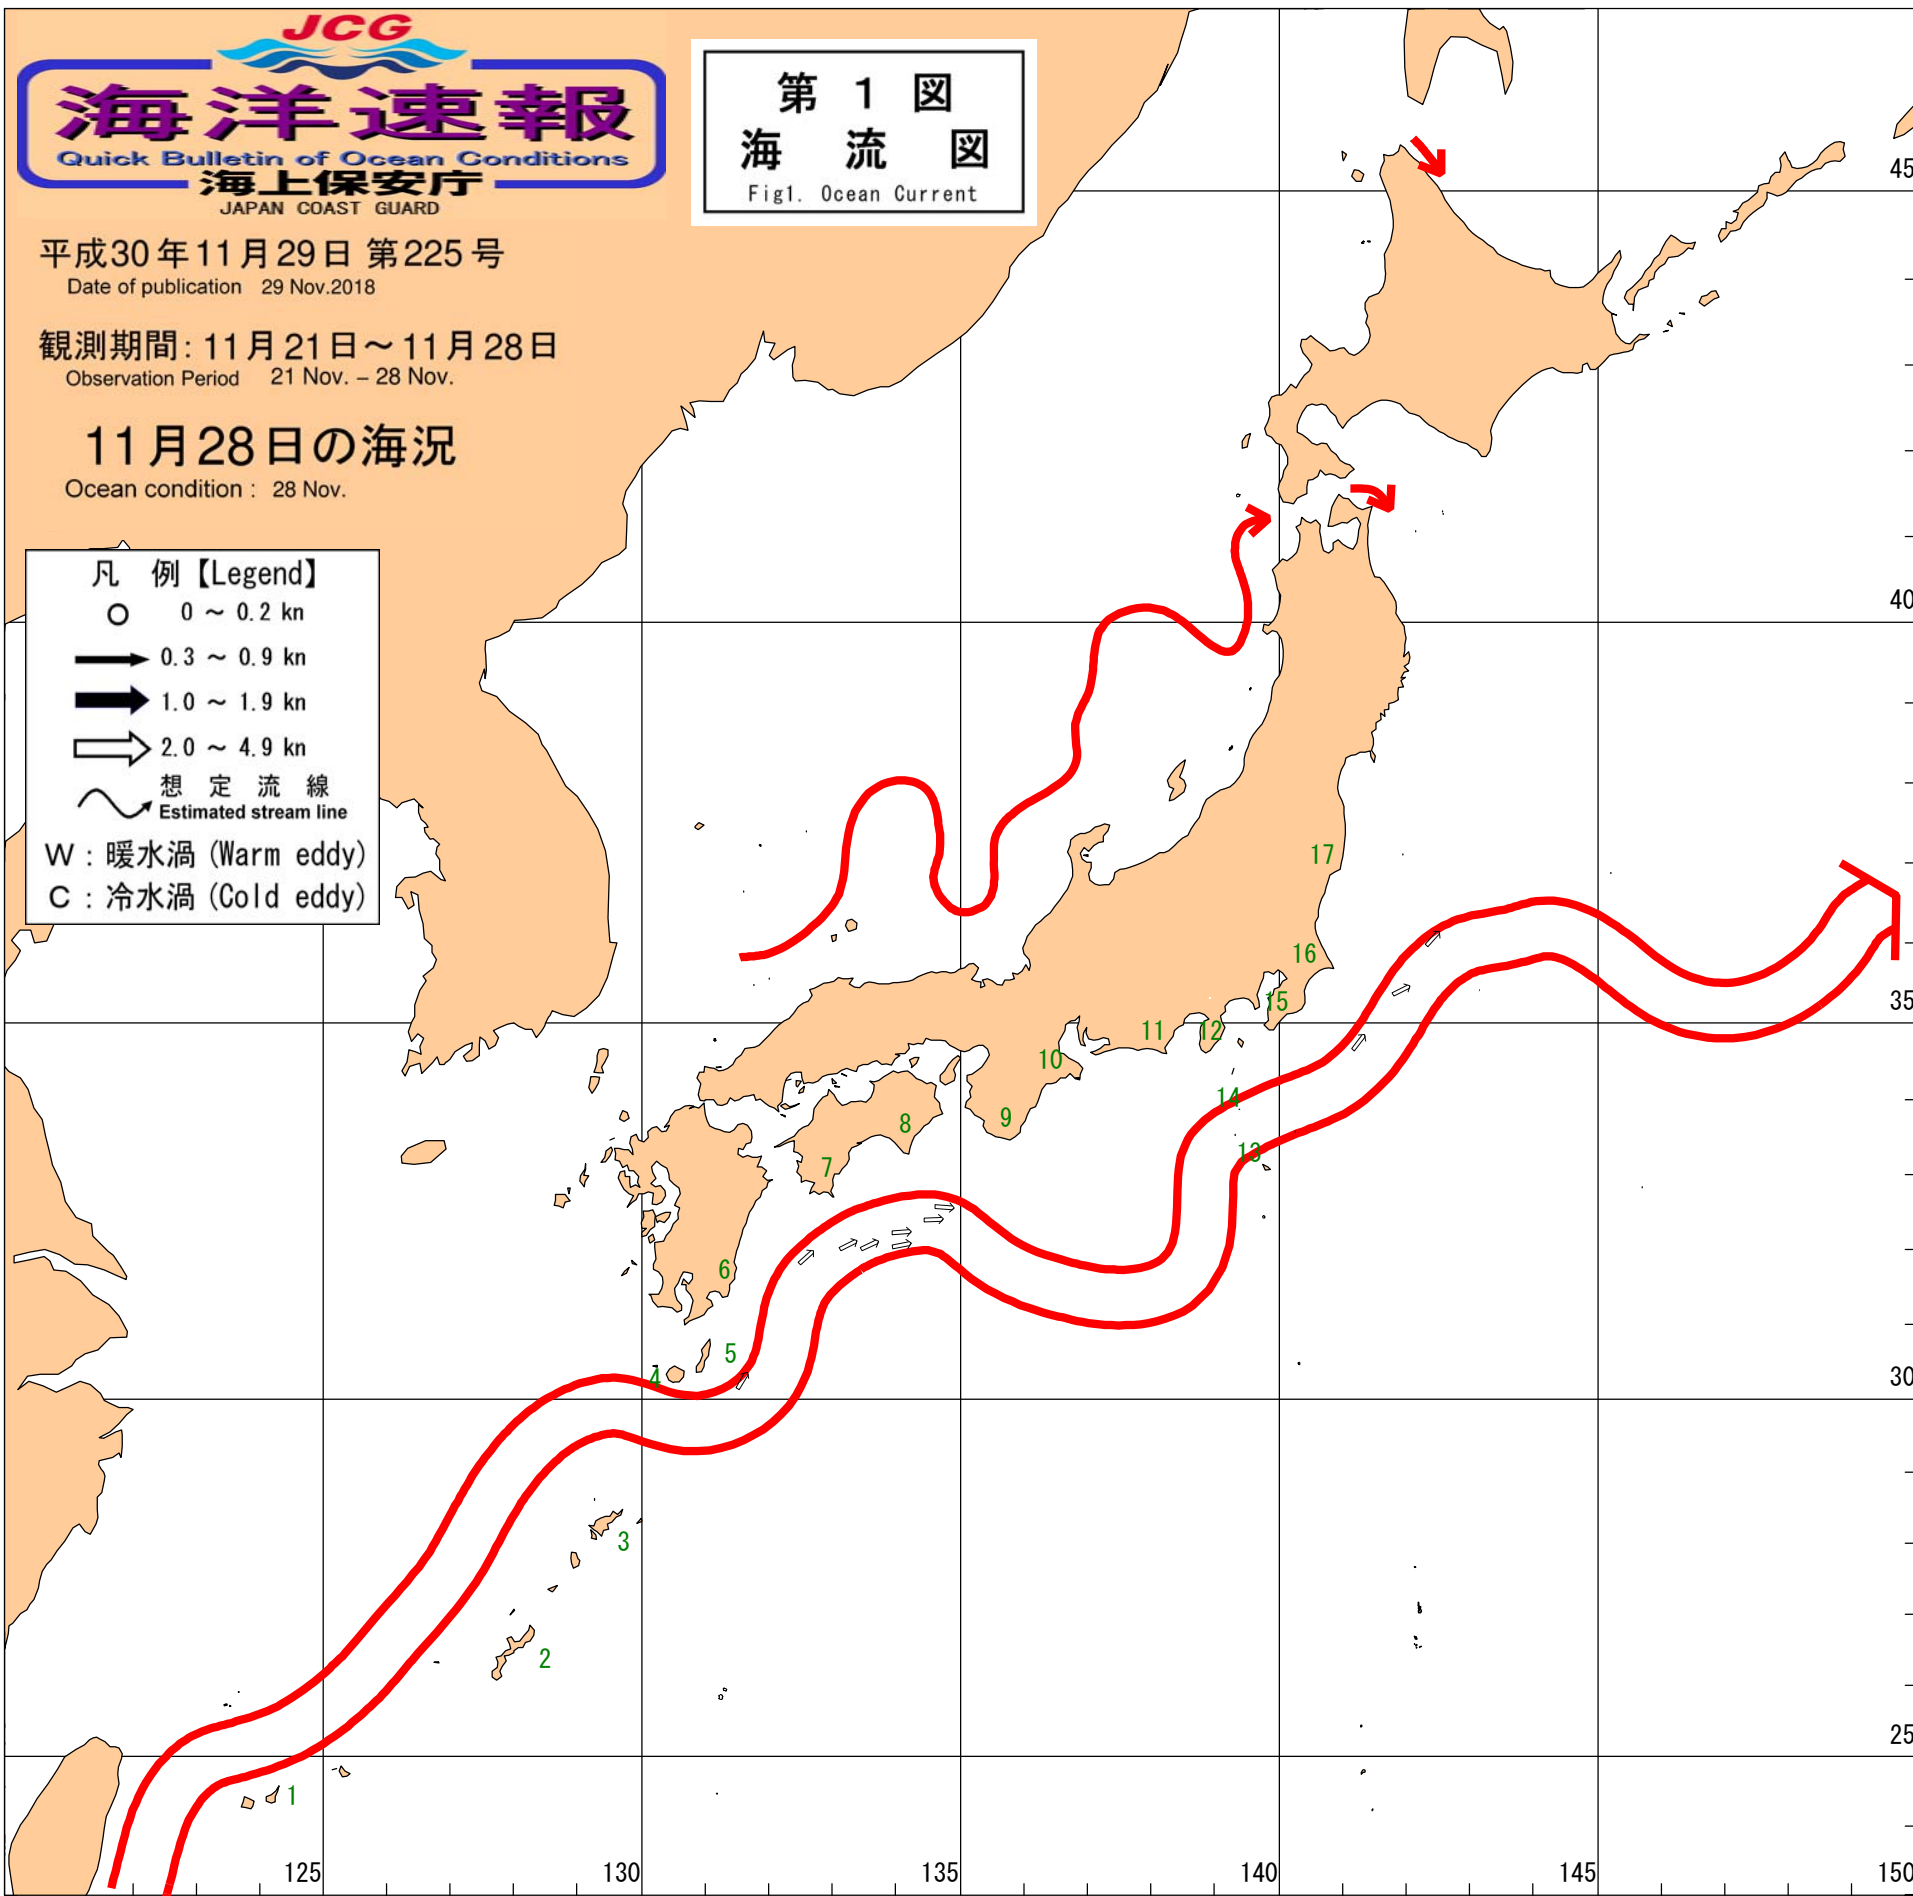 JCG
海洋速報
Quick Bulletin of Ocean Conditions
海上保安庁
JAPAN COAST GUARD
第 1 図
海 流 図
Fig1. Ocean Current
平成30年11月29日 第225号
Date of publication 29 Nov.2018
観測期間: 11月21日～11月28日
Observation Period 21 Nov. – 28 Nov.
11月28日の海況
Ocean condition : 28 Nov.
凡 例【Legend】
0 ～ 0.2 kn
0.3 ～ 0.9 kn
1.0 ～ 1.9 kn
2.0 ～ 4.9 kn
想 定 流 線
Estimated stream line
W : 暖水渦 (Warm eddy)
C : 冷水渦 (Cold eddy)
45
40
35
30
25
17
16
15
11
12
10
14
9
8
13
7
6
5
4
3
2
1
125
130
135
140
145
150